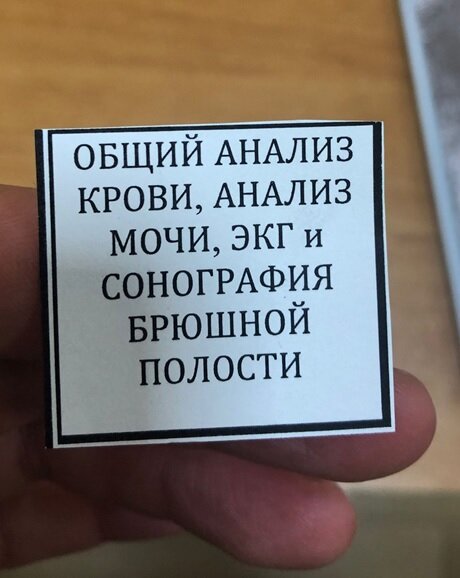 ОБЩИЙ АНАЛИЗ
КРОВИ, АНАЛИЗ
МОЧИ, ЭКГ и
СОНОГРАФИЯ
БРЮШНОЙ
ПОЛОСТИ